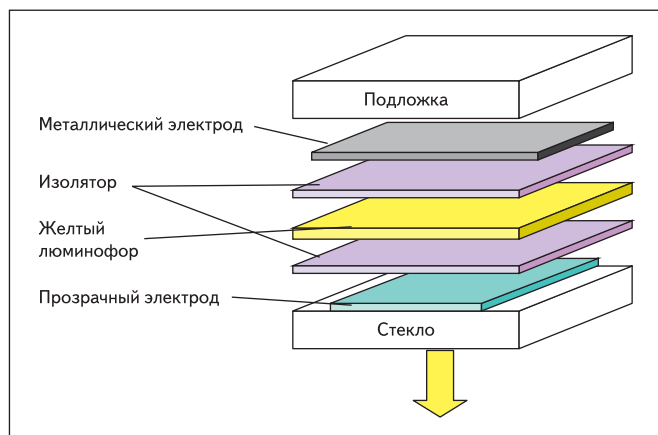 Подложка
Металлический электрод
Изолятор
Желтый
люминофор
Прозрачный электрод
Стекло